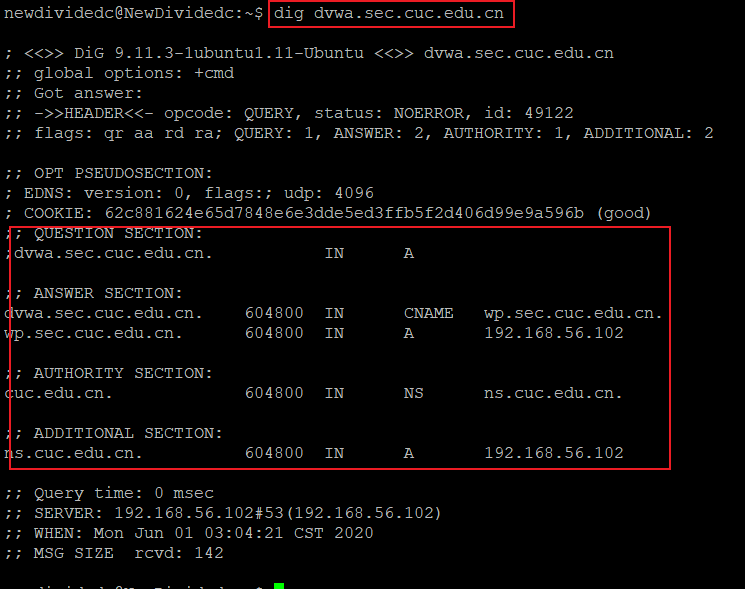 newdividedc@NewDividedc:~$ dig dvwa.sec.cuc.edu.cn
; <<>> DiG 9.11.3-1ubuntu1.11-Ubuntu <<>> dvwa.sec.cuc.edu.cn
;; global options: +cmd
;; Got answer:
;; ->>HEADER<<- opcode: QUERY, status: NOERROR, id: 49122
;; flags: qr aa rd ra; QUERY: 1, ANSWER: 2, AUTHORITY: 1, ADDITIONAL: 2
;; OPT PSEUDOSECTION:
; EDNS: version: 0, flags:; udp: 4096
; COOKIE: 62c881624e65d7848e6e3dde5ed3ffb5f2d406d99e9a596b (good)
;; QUESTION SECTION:
;dvwa.sec.cuc.edu.cn. IN A
;; ANSWER SECTION:
dvwa.sec.cuc.edu.cn. 604800 IN CNAME wp.sec.cuc.edu.cn.
wp.sec.cuc.edu.cn. 604800 IN A 192.168.56.102
;; AUTHORITY SECTION:
cuc.edu.cn. 604800 IN NS ns.cuc.edu.cn.
;; ADDITIONAL SECTION:
ns.cuc.edu.cn. 604800 IN A 192.168.56.102
;; Query time: 0 msec
;; SERVER: 192.168.56.102#53(192.168.56.102)
;; WHEN: Mon Jun 01 03:04:21 CST 2020
;; MSG SIZE rcvd: 142